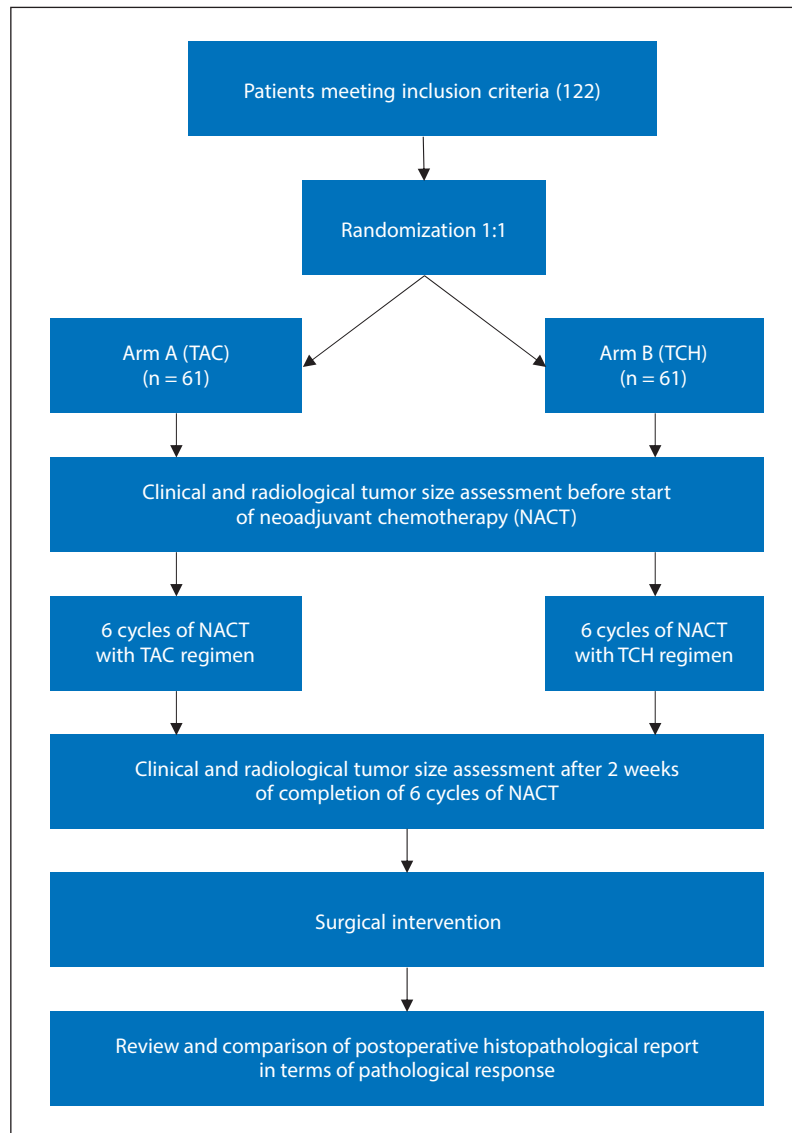 Patients meeting inclusion criteria (122)
Randomization 1:1
Arm A (TAC)
(n = 61)
Arm B (TCH)
(n = 61)
Clinical and radiological tumor size assessment before start
of neoadjuvant chemotherapy (NACT)
6 cycles of NACT
with TAC regimen
6 cycles of NACT
with TCH regimen
Clinical and radiological tumor size assessment after 2 weeks
of completion of 6 cycles of NACT
Surgical intervention
Review and comparison of postoperative histopathological report
in terms of pathological response